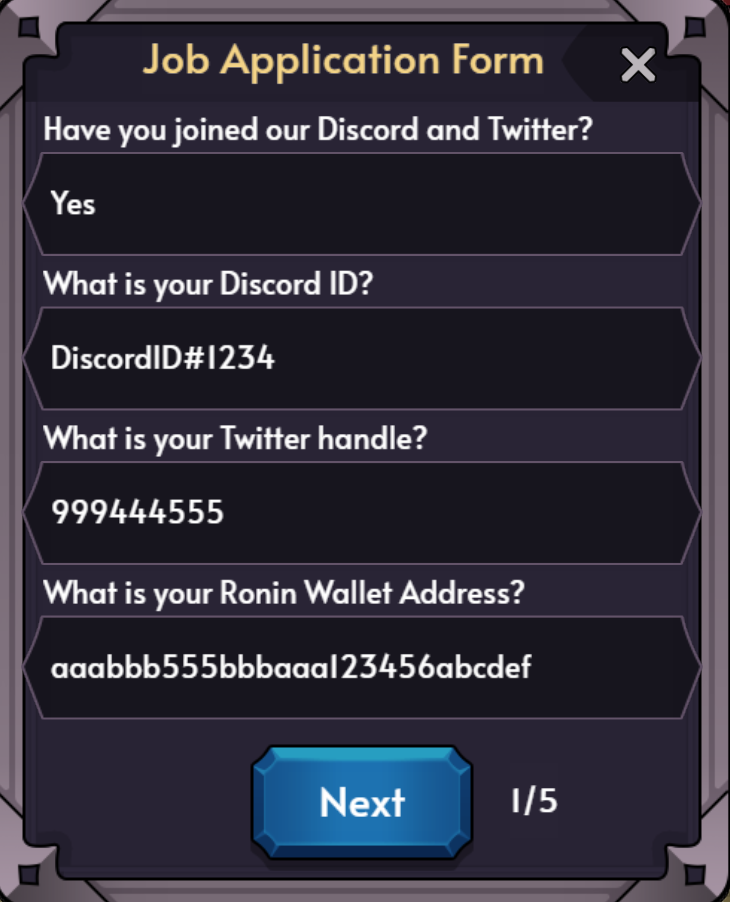 Job Application Form
Have you joined our Discord and Twitter?
Yes
What is your Discord ID?
DiscordID#1234
What is your Twitter handle?
999444555
What is your Ronin Wallet Address?
aaabbb555bbbaaa123456abcdef
Next
1/5